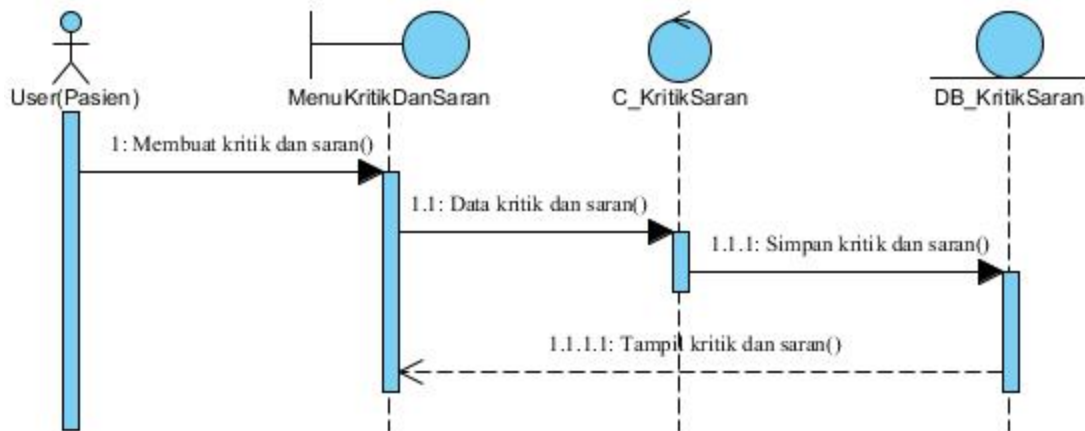 User(Pasien)
MenuKritikDanSaran
C_KritikSaran
DB_KritikSaran
1: Membuat kritik dan saran()
1.1: Data kritik dan saran()
1.1.1: Simpan kritik dan saran()
1.1.1.1: Tampil kritik dan saran()